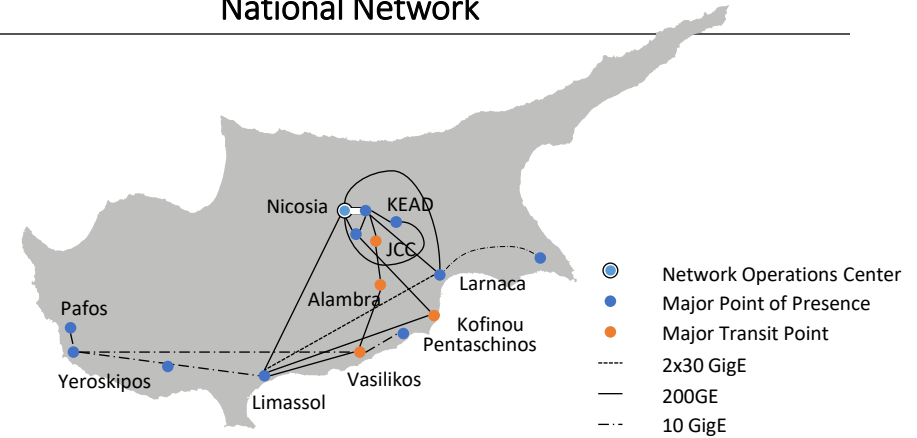 National Network
Nicosia
KEAD
JCC
Larnaca
Alambra
Pafos
Kofinou
Pentaschinos
Yeroskipos
Vasilikos
Limassol
Network Operations Center
Major Point of Presence
Major Transit Point
2x30 GigE
200GE
10 GigE